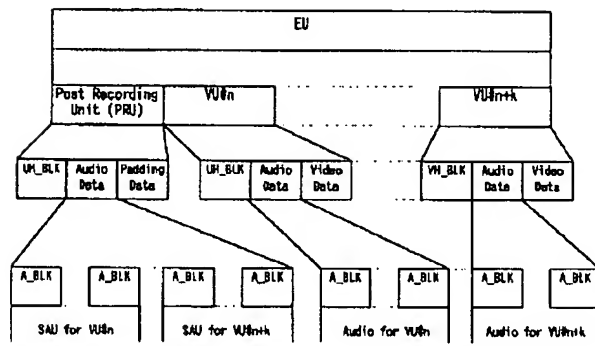 EU
Post Recording
Unit (PRU)
VU#n
VU#n+k
UH_BLK
Audio
Data
Padding
Data
UH_BLK
Audio
Data
Video
Data
VH_BLK
Audio
Data
Video
Data
A_BLK
A_BLK
A_BLK
A_BLK
A_BLK
A_BLK
A_BLK
A_BLK
SAU for VU#n
SAU for VU#n+k
Audio for VU#n
Audio for VU#n+k